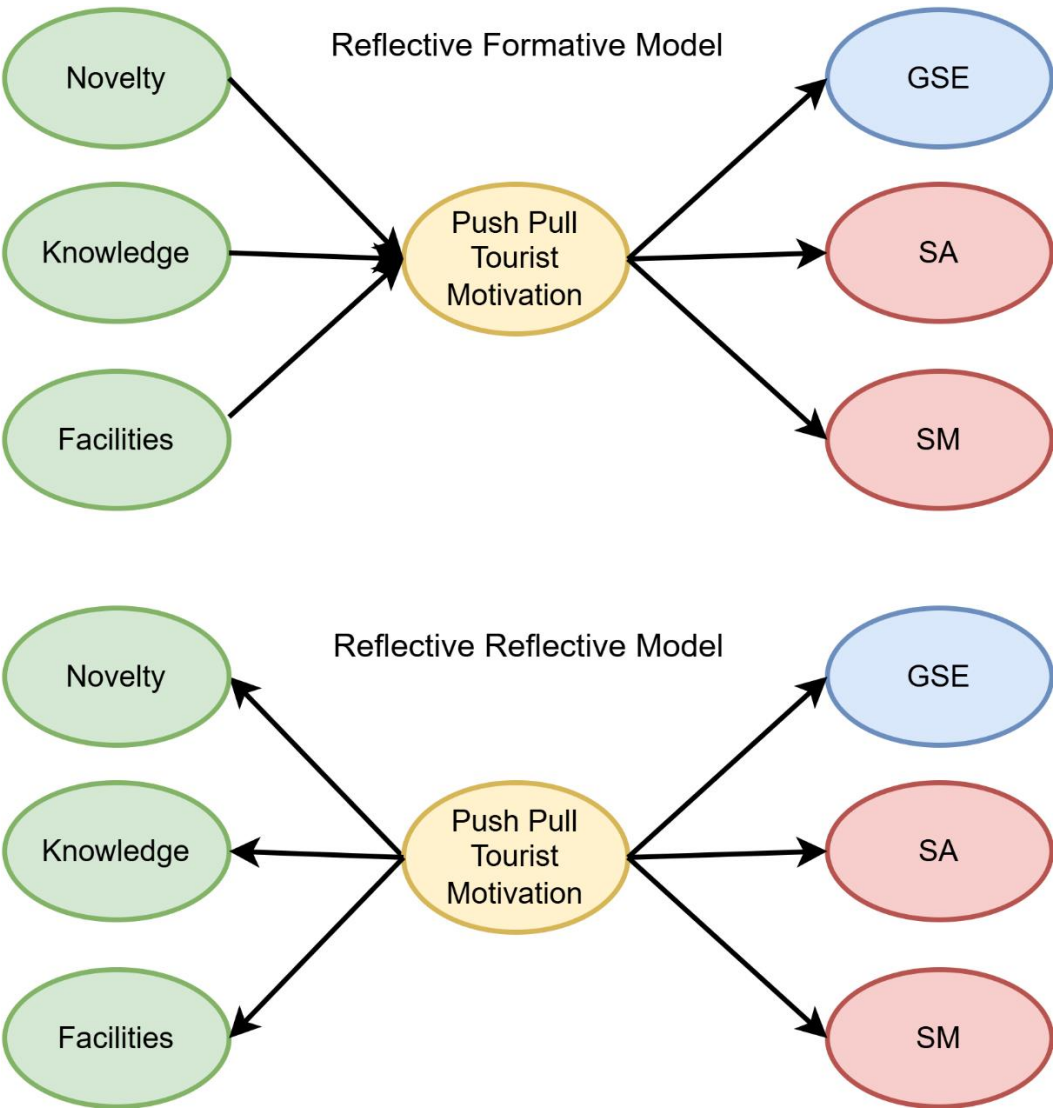 Reflective Formative Model
Novelty
GSE
Knowledge
Push Pull
Tourist
Motivation
SA
Facilities
SM
Reflective Reflective Model
Novelty
GSE
Knowledge
Push Pull
Tourist
Motivation
SA
Facilities
SM